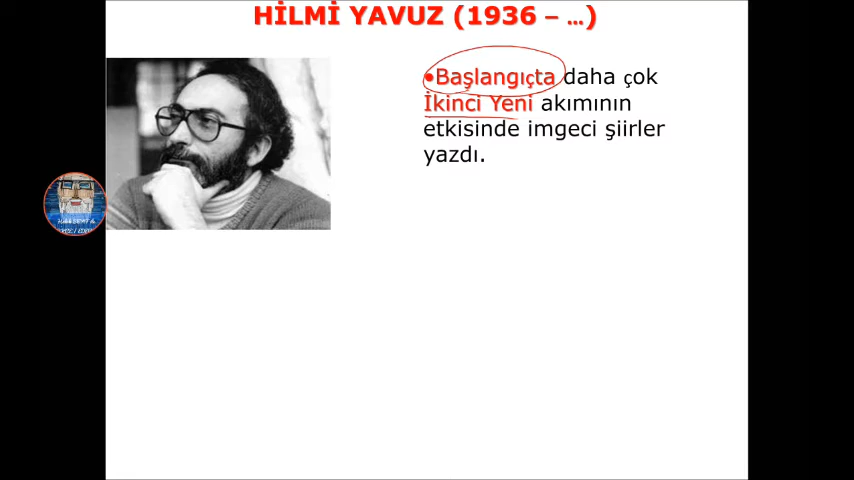 HİLMİ YAVUZ (1936 – …)
•Başlangıçta daha çok
İkinci Yeni akımının
etkisinde imgeci şiirler
yazdı.